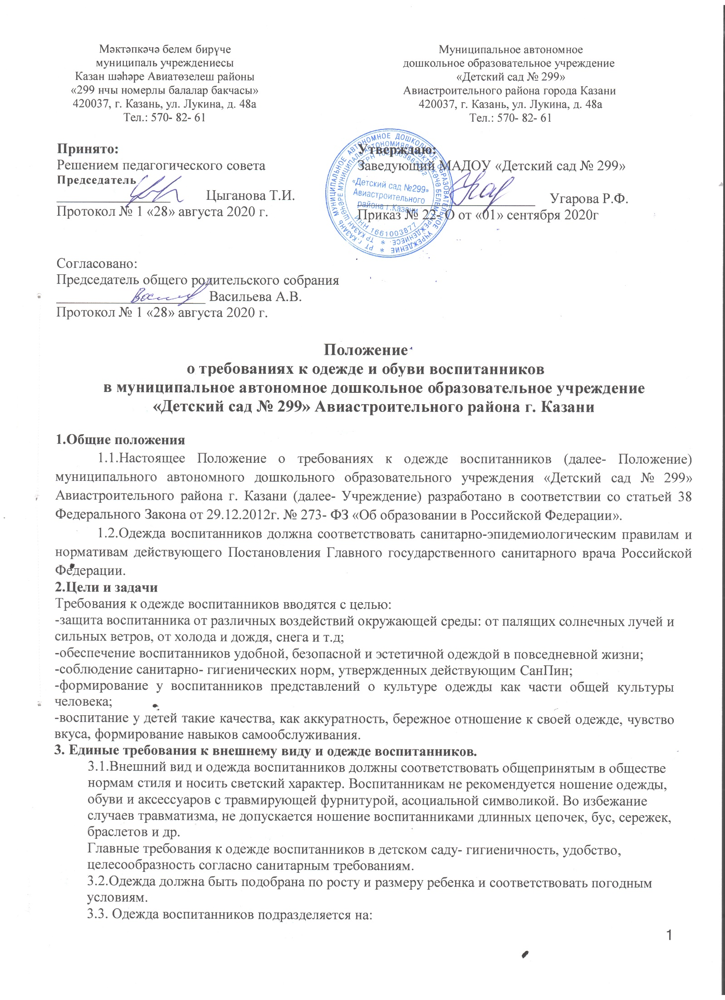 Мәктәпкәчә белем бирүче
муниципаль учреждениесы
Казан шәһәре Авиатөзелеш районы
«299 нчы номерлы балалар бакчасы»
420037, г. Казань, ул. Лукина, д. 48а
Тел.: 570- 82- 61
Муниципальное автономное
дошкольное образовательное учреждение
«Детский сад № 299»
Авиастроительного района города Казани
420037, г. Казань, ул. Лукина, д. 48а
Тел.: 570- 82- 61
Принято:
Решением педагогического совета
Председатель
Цыганова Т.И.
Протокол № 1 «28» августа 2020 г.
Утверждаю:
Заведующий МАДОУ «Детский сад № 299»
Угарова Р.Ф.
Приказ № 22- О от «01» сентября 2020г
«Детский сад №299»
Авиастроительного
района г.Казани
ИНН 1661003877
РТ Г.КАЗАНЬ МУНИЦИПАЛЬНОЕ АВТОНОМНОЕ ДОШКОЛЬНОЕ ОБРАЗОВАТЕЛЬНОЕ УЧРЕЖДЕНИЕ *
Согласовано:
Председатель общего родительского собрания
Васильева А.В.
Протокол № 1 «28» августа 2020 г.
Положение
о требованиях к одежде и обуви воспитанников
в муниципальное автономное дошкольное образовательное учреждение
«Детский сад № 299» Авиастроительного района г. Казани
1.Общие положения
1.1.Настоящее Положение о требованиях к одежде воспитанников (далее- Положение)
муниципального автономного дошкольного образовательного учреждения «Детский сад № 299»
Авиастроительного района г. Казани (далее- Учреждение) разработано в соответствии со статьей 38
Федерального Закона от 29.12.2012г. № 273- ФЗ «Об образовании в Российской Федерации».
1.2.Одежда воспитанников должна соответствовать санитарно-эпидемиологическим правилам и
нормативам действующего Постановления Главного государственного санитарного врача Российской
Федерации.
2.Цели и задачи
Требования к одежде воспитанников вводятся с целью:
-защита воспитанника от различных воздействий окружающей среды: от палящих солнечных лучей и
сильных ветров, от холода и дождя, снега и т.д;
-обеспечение воспитанников удобной, безопасной и эстетичной одеждой в повседневной жизни;
-соблюдение санитарно- гигиенических норм, утвержденных действующим СанПин;
-формирование у воспитанников представлений о культуре одежды как части общей культуры
человека;
-воспитание у детей такие качества, как аккуратность, бережное отношение к своей одежде, чувство
вкуса, формирование навыков самообслуживания.
3. Единые требования к внешнему виду и одежде воспитанников.
3.1.Внешний вид и одежда воспитанников должны соответствовать общепринятым в обществе
нормам стиля и носить светский характер. Воспитанникам не рекомендуется ношение одежды,
обуви и аксессуаров с травмирующей фурнитурой, асоциальной символикой. Во избежание
случаев травматизма, не допускается ношение воспитанниками длинных цепочек, бус, сережек,
браслетов и др.
Главные требования к одежде воспитанников в детском саду- гигиеничность, удобство,
целесообразность согласно санитарным требованиям.
3.2.Одежда должна быть подобрана по росту и размеру ребенка и соответствовать погодным
условиям.
3.3. Одежда воспитанников подразделяется на:
1